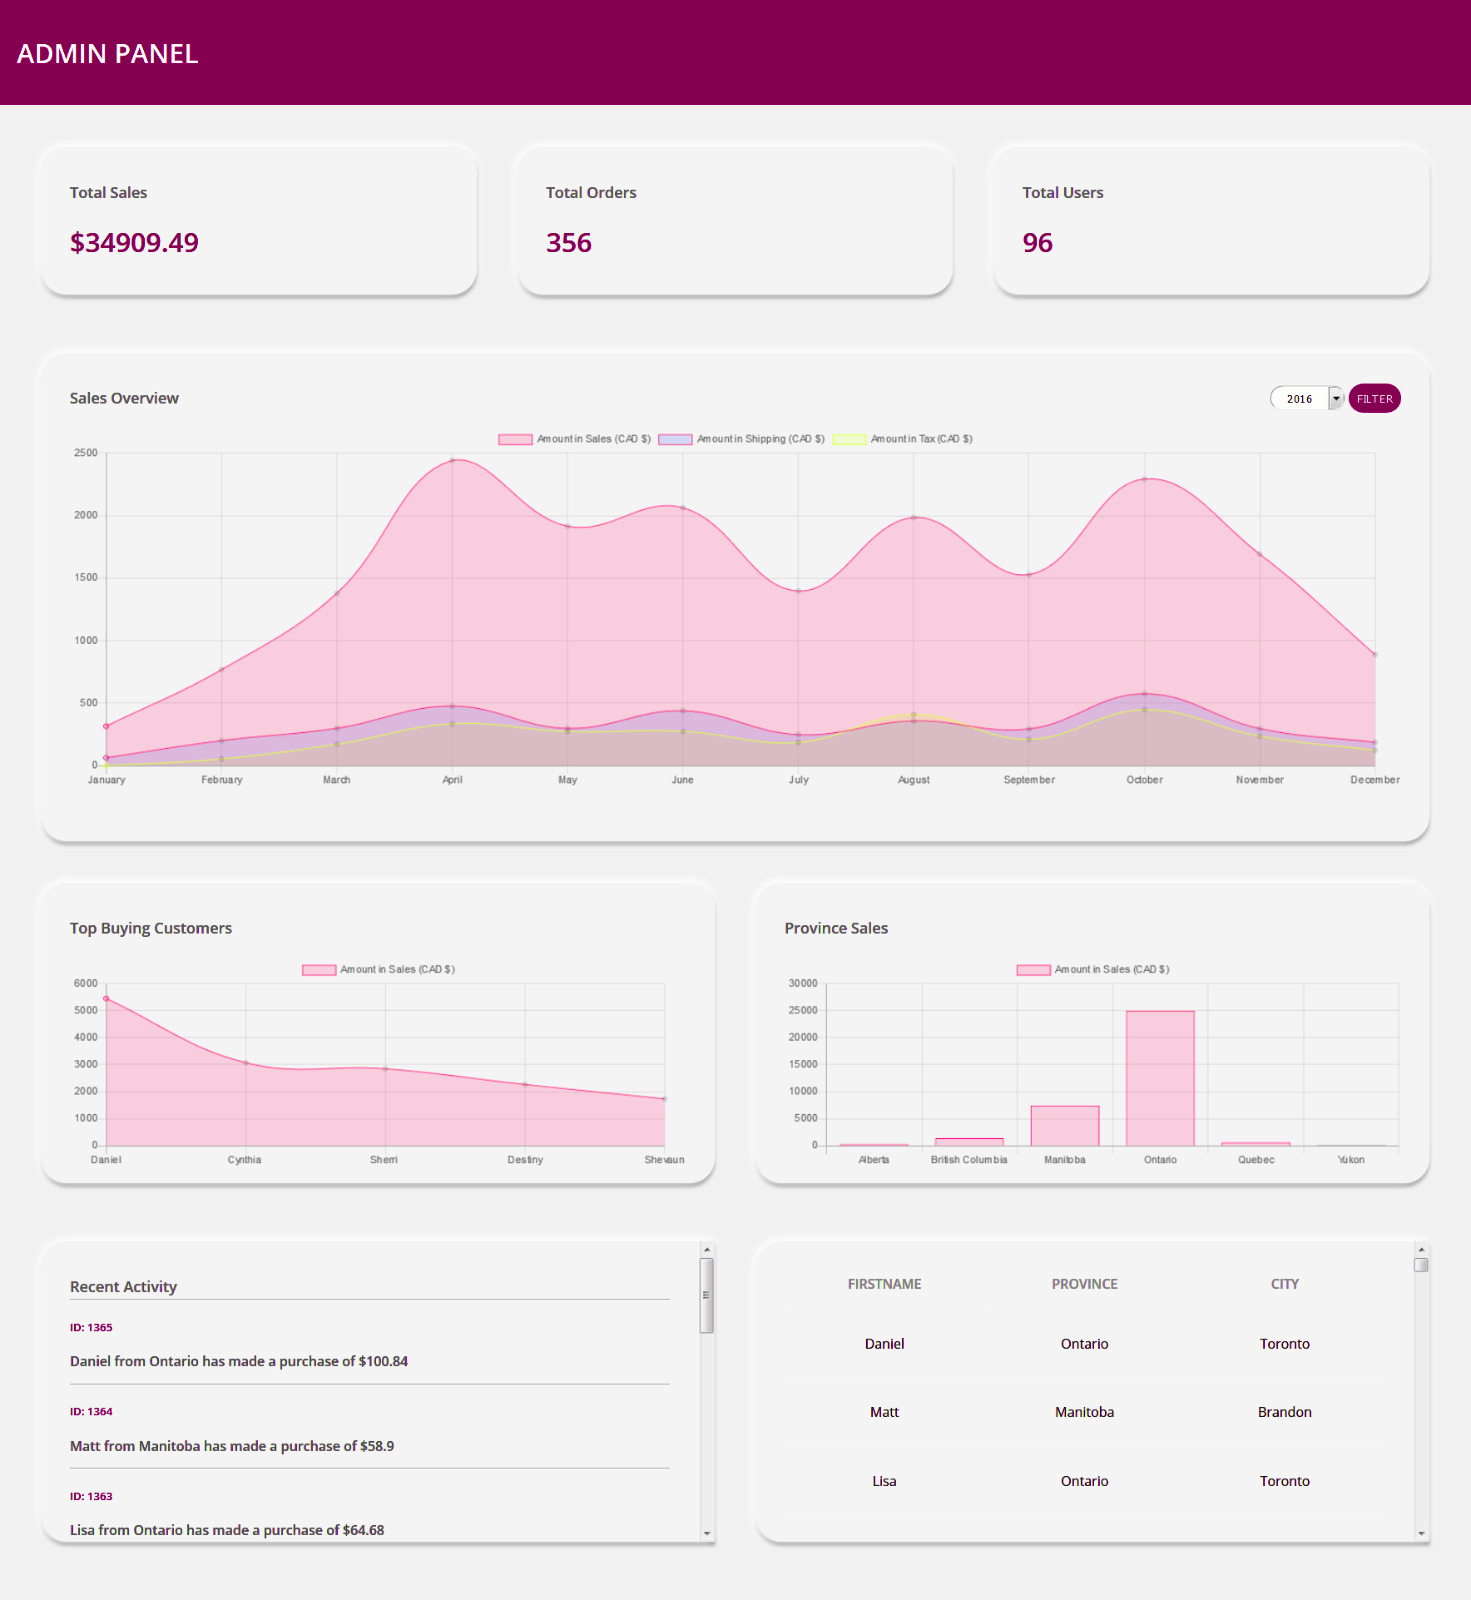 ADMIN PANEL
Total Sales
$34909.49
Total Orders
356
Total Users
96
Sales Overview
2016
FILTER
Amount in Sales (CAD $) Amount in Shipping (CAD $) Amount in Tax (CAD $)
2500
2000
1500
1000
500
0
January February March April May June July August September October November December
Top Buying Customers
Amount in Sales (CAD $)
6000
5000
4000
3000
2000
1000
0
Daniel Cynthia Sherri Destiny Shevaun
Province Sales
Amount in Sales (CAD $)
30000
25000
20000
15000
10000
5000
0
Alberta British Columbia Manitoba Ontario Quebec Yukon
Recent Activity
ID: 1365
Daniel from Ontario has made a purchase of $100.84
ID: 1364
Matt from Manitoba has made a purchase of $58.9
ID: 1363
Lisa from Ontario has made a purchase of $64.68
FIRSTNAME PROVINCE CITY
Daniel Ontario Toronto
Matt Manitoba Brandon
Lisa Ontario Toronto